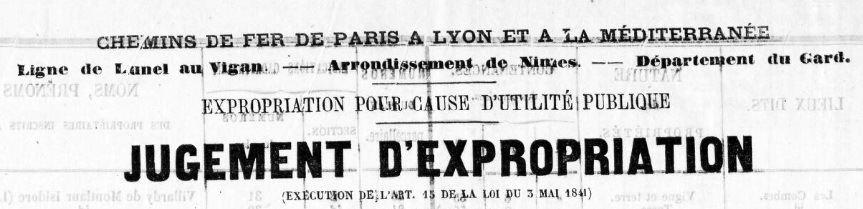 CHEMINS DE FER DE PARIS A LYON ET A LA MÉDITERRANÉE
Ligne de Lunel au Vigan. — Arrondissement de Nimes. — Département du Gard.
EXPROPRIATION POUR CAUSE D'UTILITÉ PUBLIQUE
JUGEMENT D'EXPROPRIATION
(EXÉCUTION DE L'ART. 15 DE LA LOI DU 3 MAI 1841)